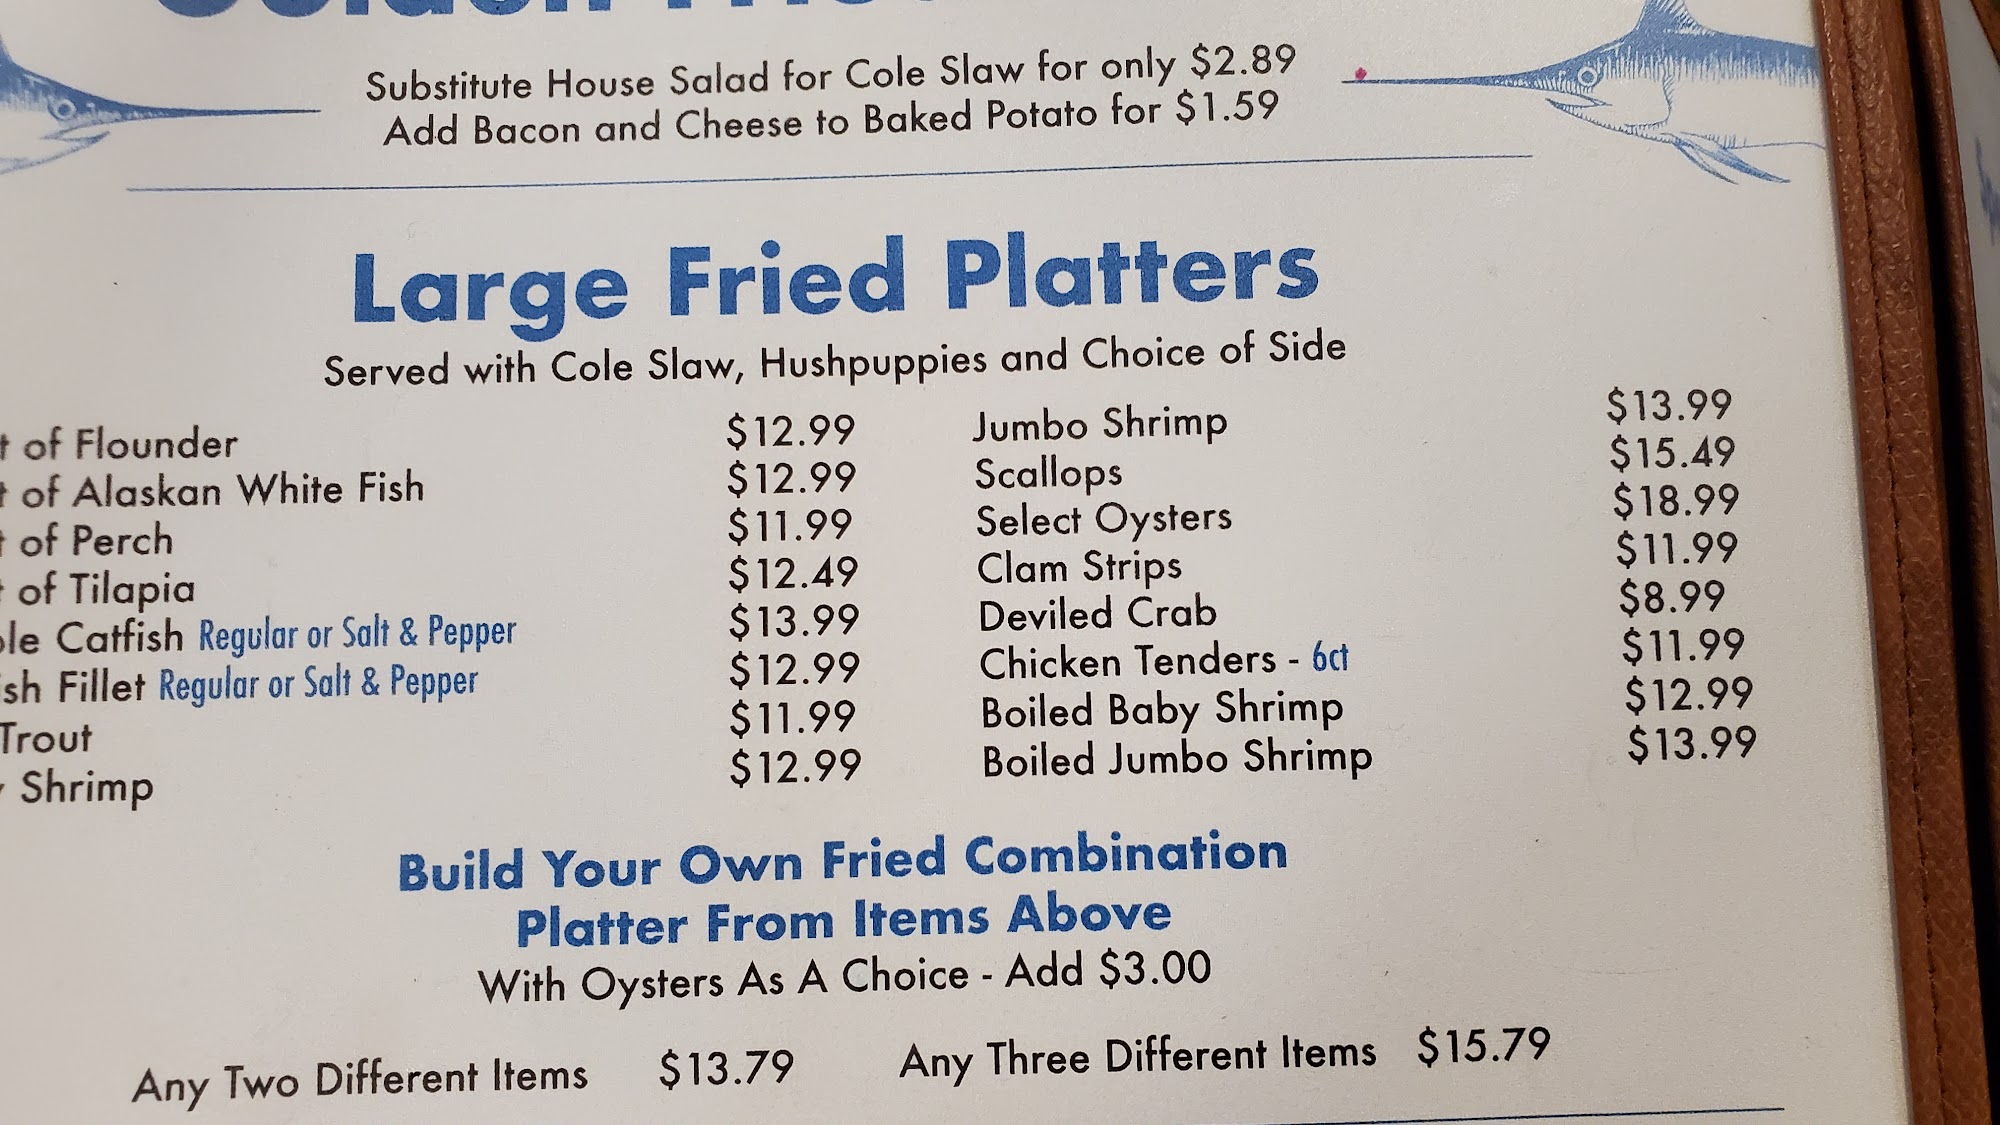 Substitute House Salad for Cole Slaw for only $2.89
Add Bacon and Cheese to Baked Potato for $1.59
Large Fried Platters
Served with Cole Slaw, Hushpuppies and Choice of Side
of Flounder $12.99
of Alaskan White Fish $12.99
of Perch $11.99
of Tilapia $12.49
Catfish Regular or Salt & Pepper $13.99
Fillet Regular or Salt & Pepper $12.99
Trout $11.99
Shrimp $12.99
Jumbo Shrimp $13.99
Scallops $15.49
Select Oysters $18.99
Clam Strips $11.99
Deviled Crab $8.99
Chicken Tenders - 6ct $11.99
Boiled Baby Shrimp $12.99
Boiled Jumbo Shrimp $13.99
Build Your Own Fried Combination
Platter From Items Above
With Oysters As A Choice - Add $3.00
Any Two Different Items $13.79 Any Three Different Items $15.79